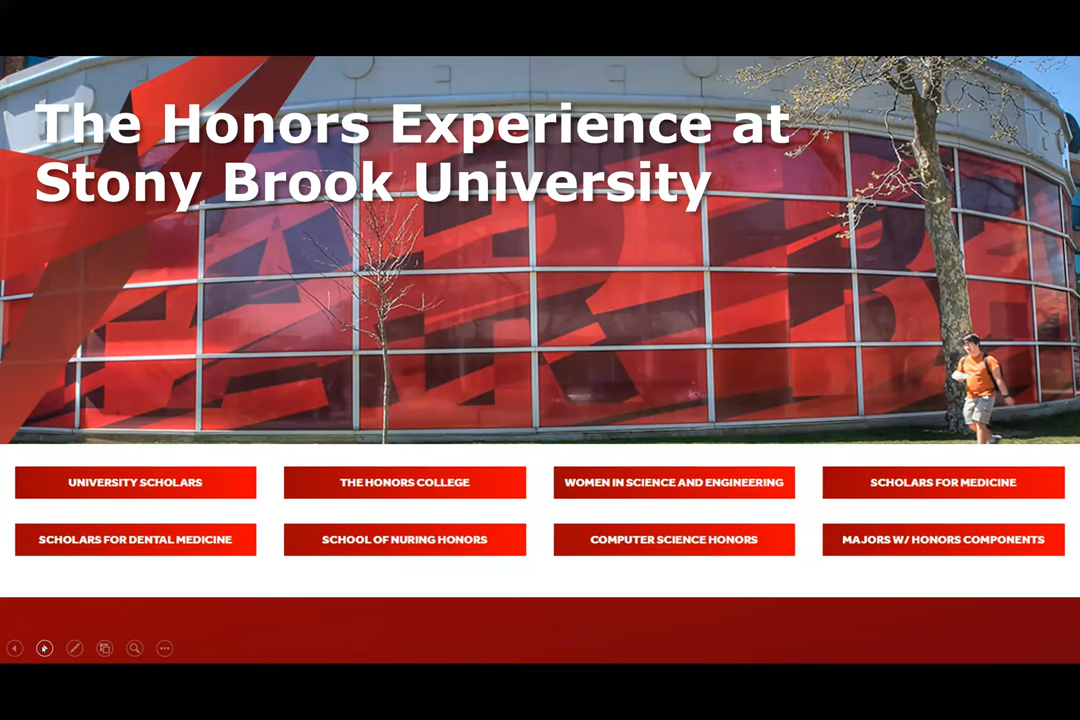 The Honors Experience at
Stony Brook University
UNIVERSITY SCHOLARS
THE HONORS COLLEGE
WOMEN IN SCIENCE AND ENGINEERING
SCHOLARS FOR MEDICINE
SCHOLARS FOR DENTAL MEDICINE
SCHOOL OF NURING HONORS
COMPUTER SCIENCE HONORS
MAJORS W/ HONORS COMPONENTS